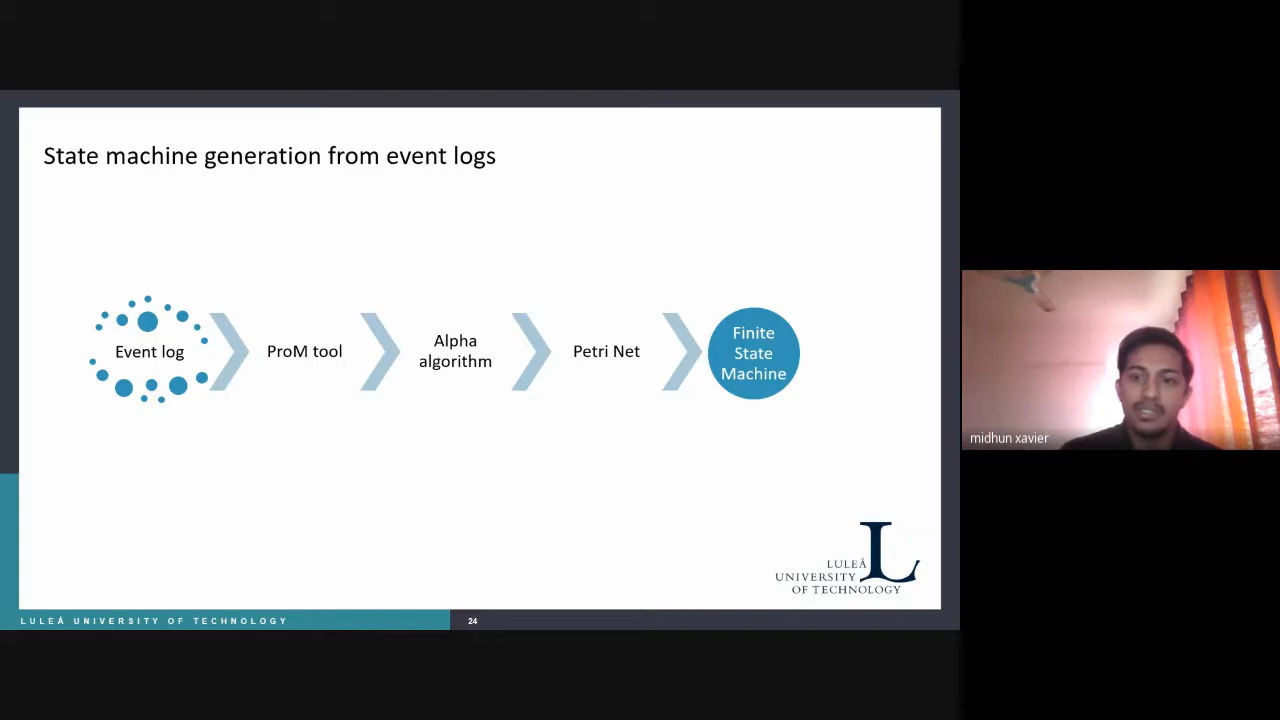 State machine generation from event logs
Event log
ProM tool
Alpha
algorithm
Petri Net
Finite
State
Machine
midhun xavier
L
LULEÅ
UNIVERSITY
OF TECHNOLOGY
LULEÅ UNIVERSITY OF TECHNOLOGY
24